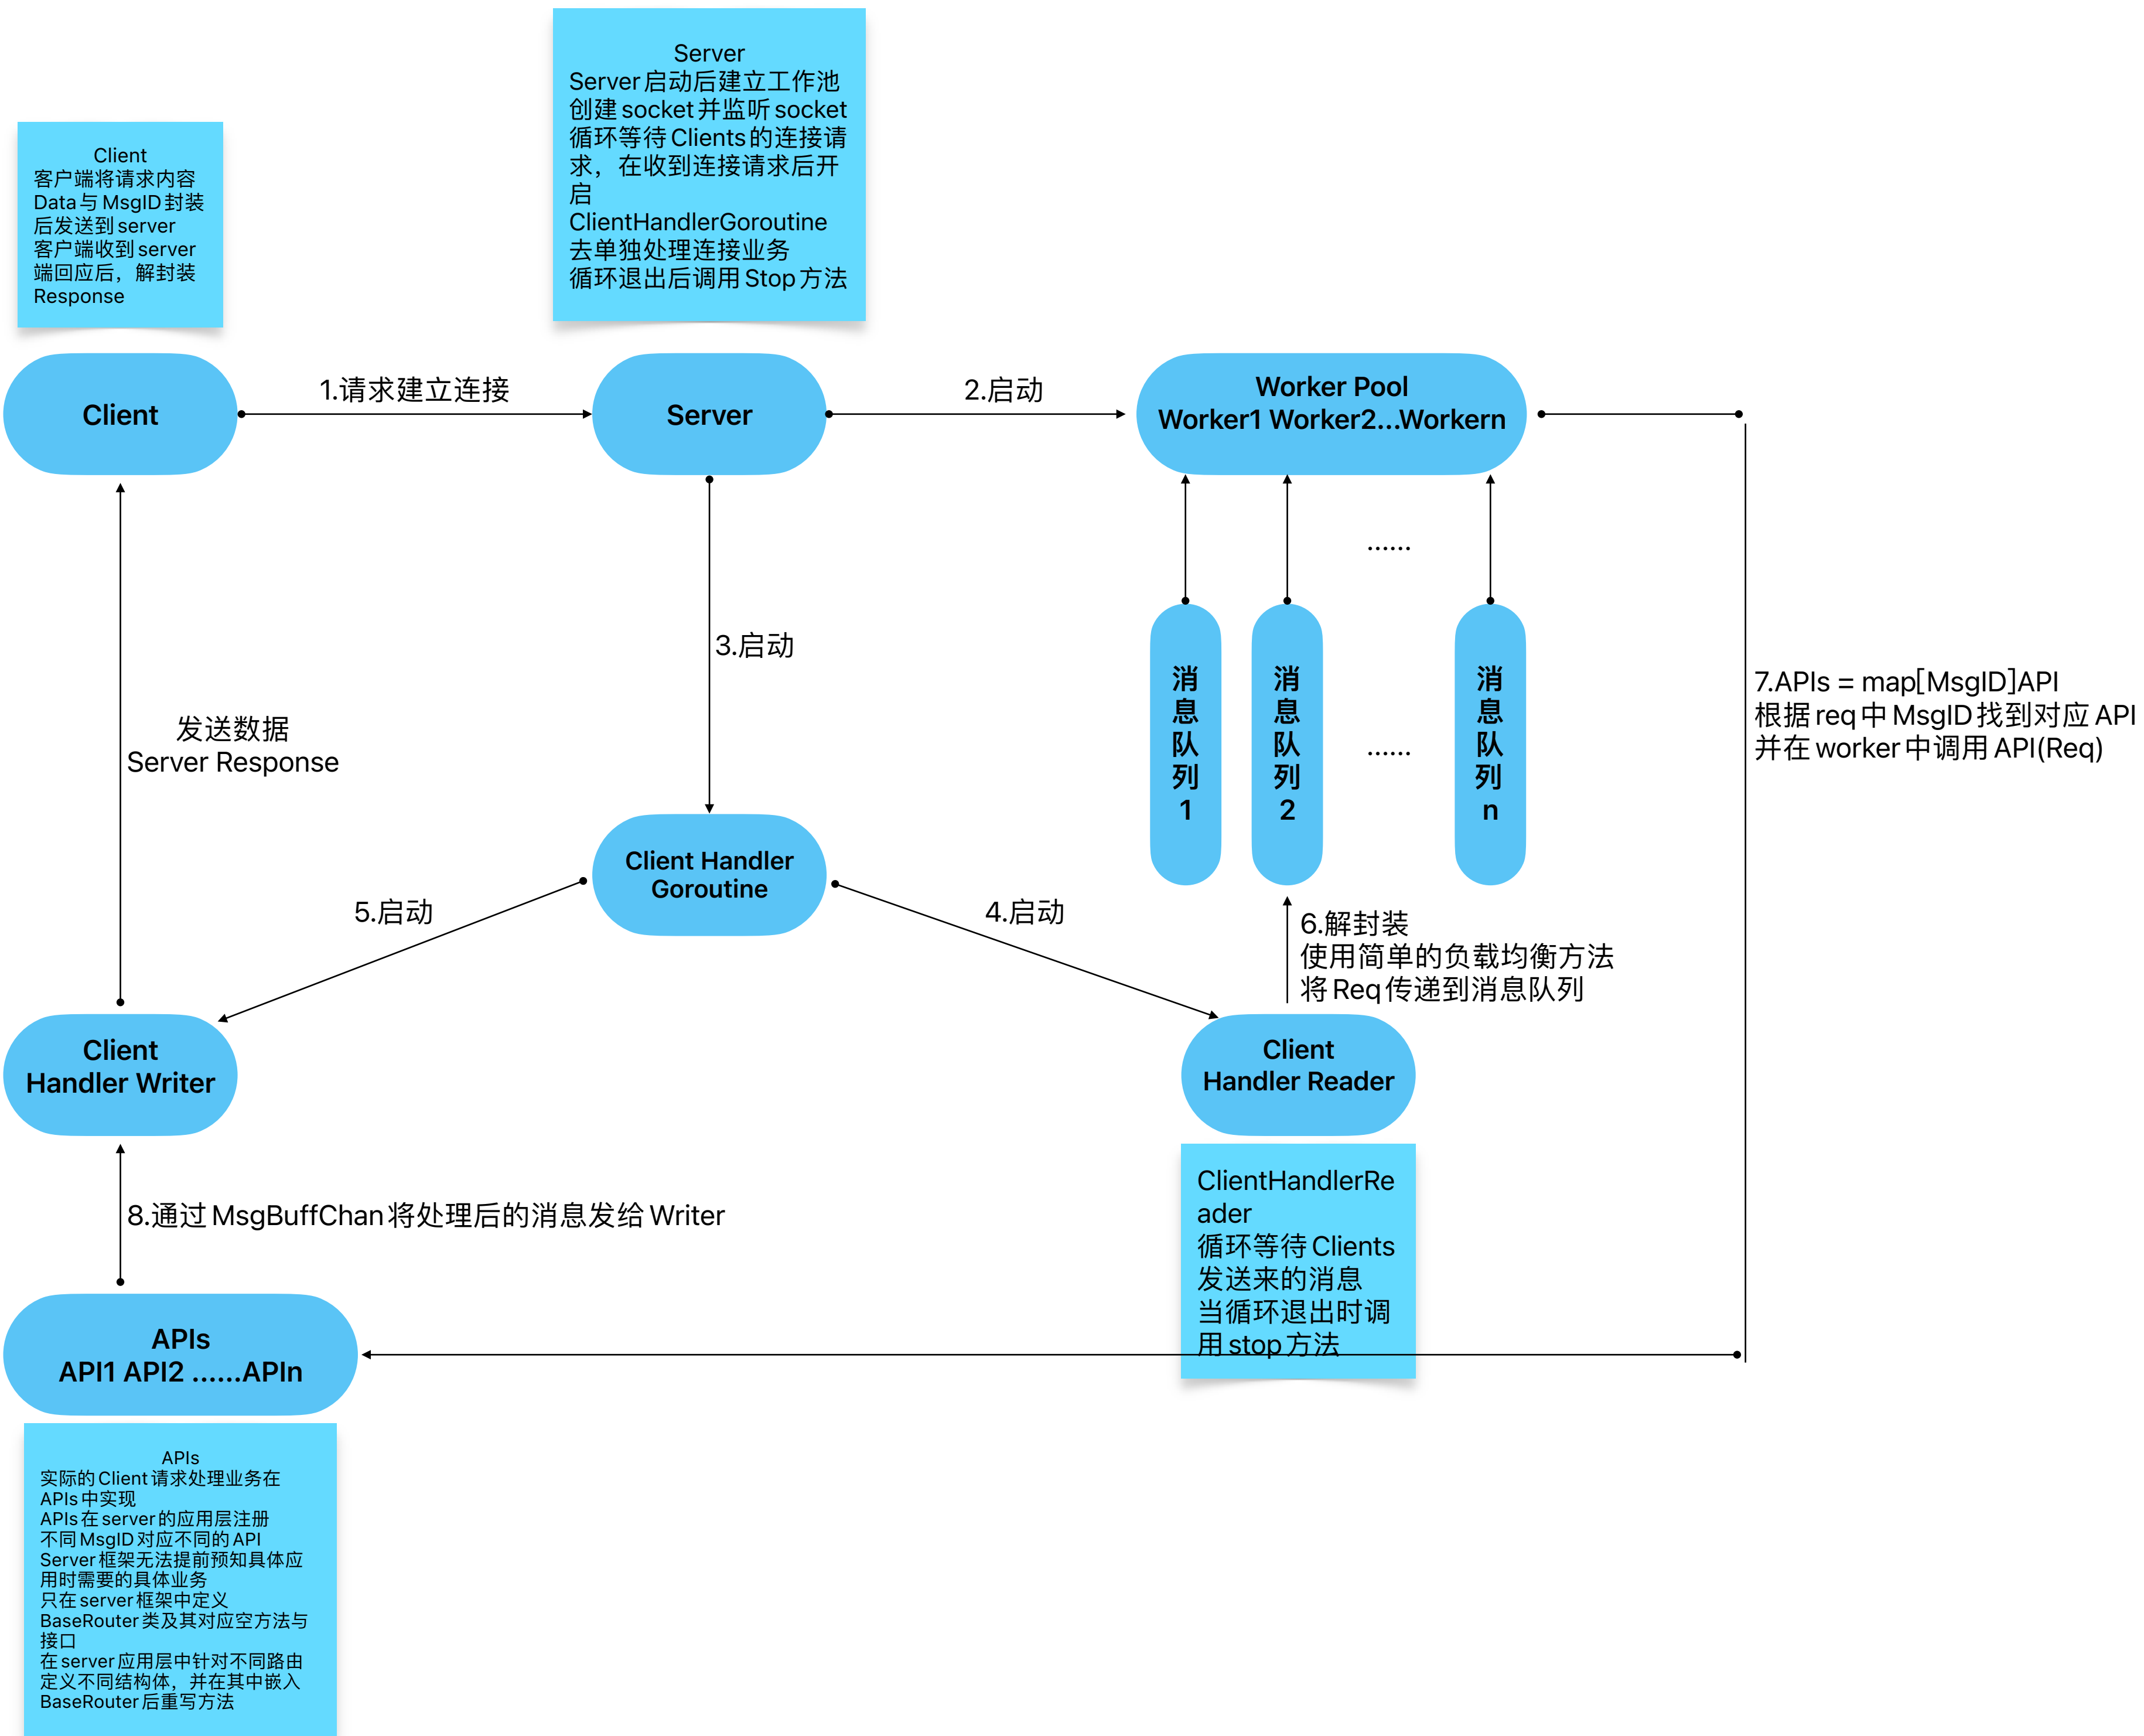 Server
Server启动后建立工作池
创建socket并监听socket
循环等待Clients的连接请
求，在收到连接请求后开
启
ClientHandlerGoroutine
去单独处理连接业务
循环退出后调用Stop方法
Client
客户端将请求内容
Data与MsgID封装
后发送到server
客户端收到server
端回应后，解封装
Response
Client
1.请求建立连接
Server
2.启动
Worker Pool
Worker1 Worker2...Workern
......
3.启动
消
息
队
列
1
消
息
队
列
2
......
消
息
队
列
n
7.APIs = map[MsgID]API
根据req中MsgID找到对应API
并在worker中调用API(Req)
发送数据
Server Response
Client Handler
Goroutine
5.启动
4.启动
6.解封装
使用简单的负载均衡方法
将Req传递到消息队列
Client
Handler Writer
Client
Handler Reader
ClientHandlerRe
ader
循环等待Clients
发送来的消息
当循环退出时调
用stop方法
8.通过MsgBuffChan将处理后的消息发给Writer
APIs
API1 API2 ......APIn
APIs
实际的Client请求处理业务在
APIs中实现
APIs在server的应用层注册
不同MsgID对应不同的API
Server框架无法提前预知具体应
用时需要的具体业务
只在server框架中定义
BaseRouter类及其对应空方法与
接口
在server应用层中针对不同路由
定义不同结构体，并在其中嵌入
BaseRouter后重写方法